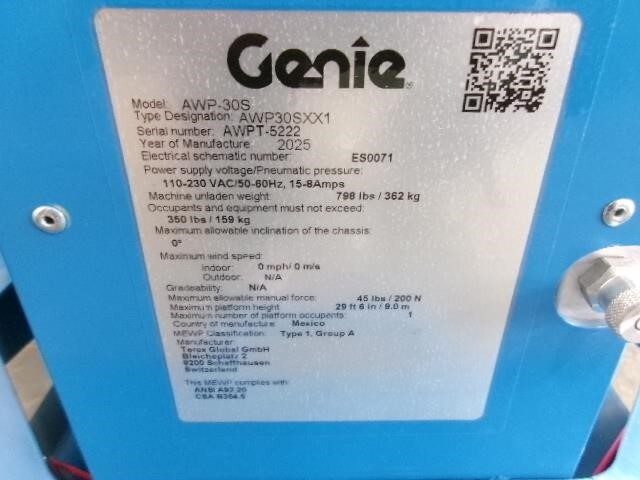 Genie
Model: AWP-30S
Type Designation: AWP30SXX1
Serial number: AWPT-5222
Year of Manufacture: 2025
Electrical schematic number: ES0071
Power supply voltage/Pneumatic pressure:
110-230 VAC/50-60Hz, 15-8Amps
Machine unladen weight: 798 lbs / 362 kg
Occupants and equipment must not exceed:
350 lbs / 159 kg
Maximum allowable inclination of the chassis:
0°
Maximum wind speed:
Indoor: 0 mph/ 0 m/s
Outdoor: N/A
Gradeability: N/A
Maximum allowable manual force: 45 lbs / 200 N
Maximum platform height 29 ft 6 in / 9.0 m
Maximum number of platform occupents: 1
Country of manufacture: Mexico
MEWP Classification: Type 1, Group A
Manufacturer:
Terex Global GmbH
Bleicheplatz 2
8200 Schaffhausen
Switzerland
This MEWP complies with:
ANSI A92.20
CSA B354.6